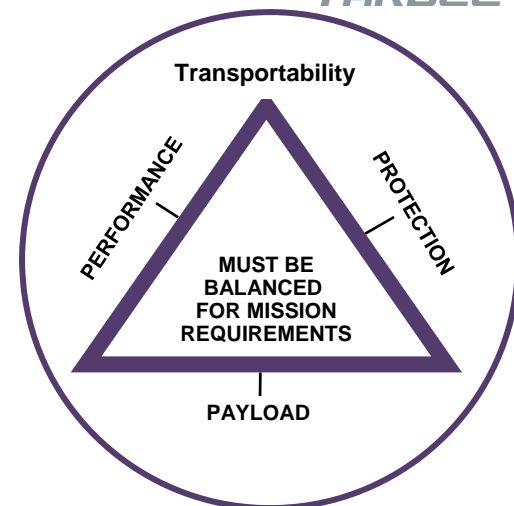 Transportability
PERFORMANCE
PROTECTION
MUST BE
BALANCED
FOR MISSION
REQUIREMENTS
PAYLOAD